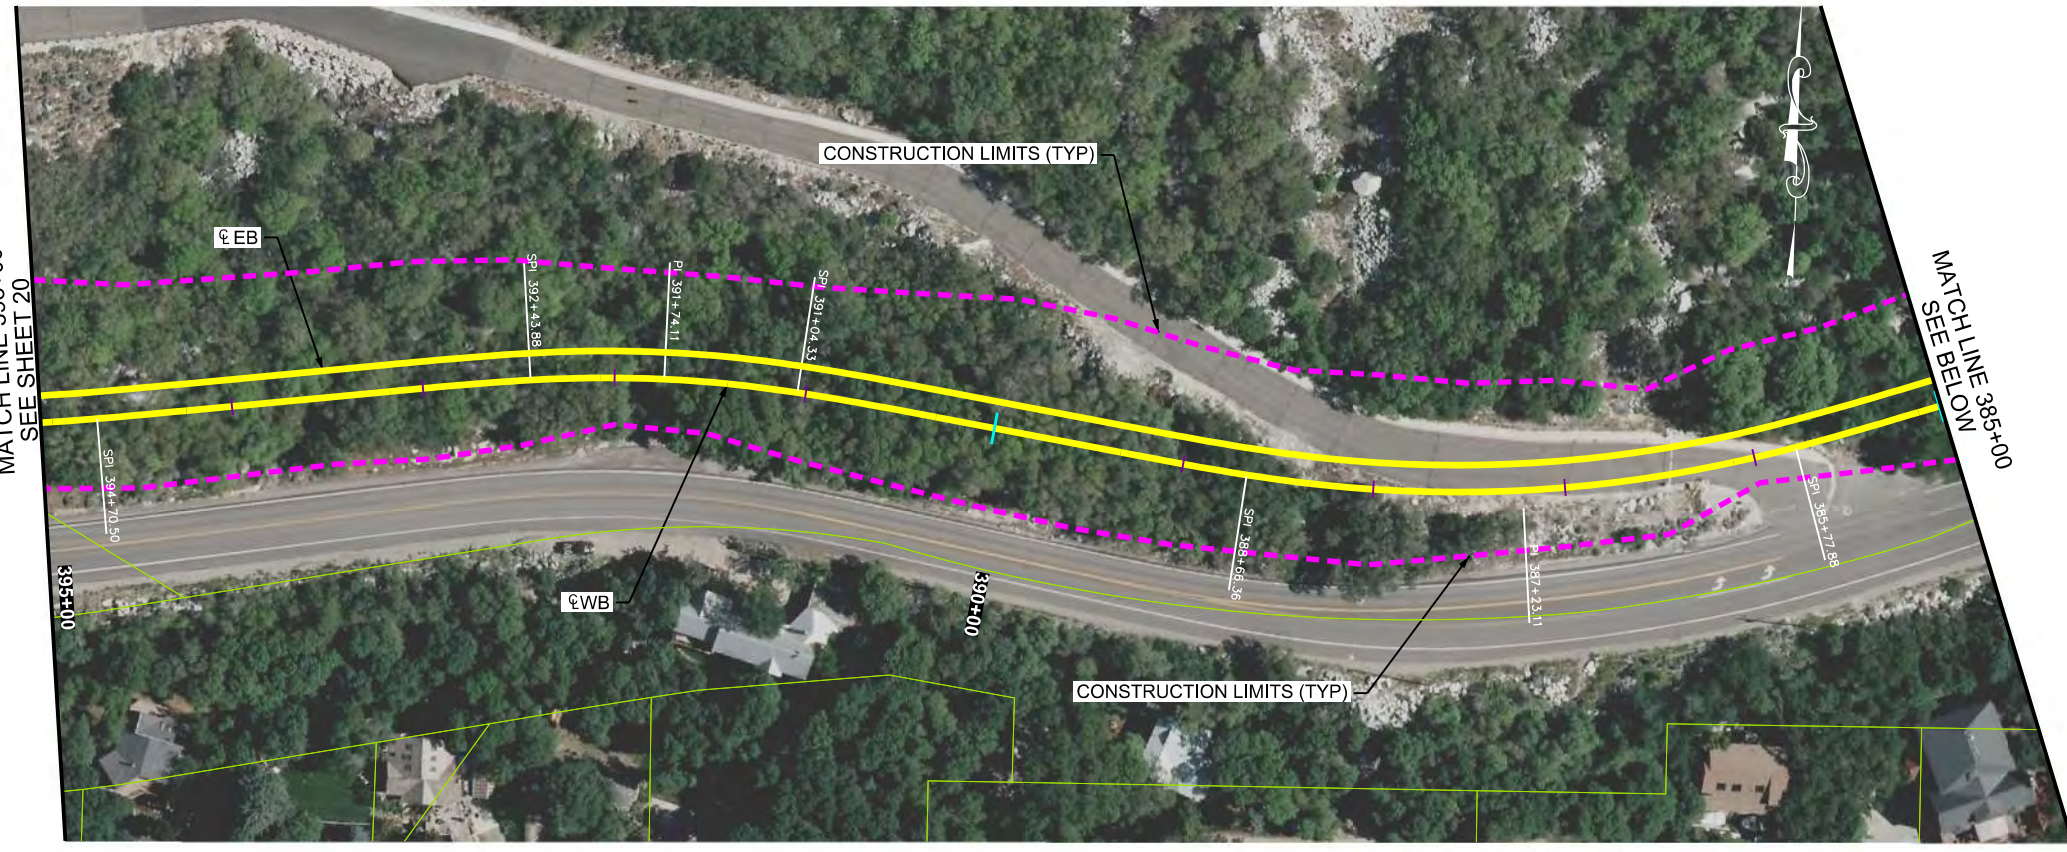 CONSTRUCTION LIMITS (TYP)
℄ EB
MATCH LINE
SEE SHEET 20
SPI 392+43.88
PI 391+74.11
SPI 391+04.33
MATCH LINE 385+00
SEE BELOW
SPI 394+70.50
SPI 388+66.36
PI 387+23.11
SPI 385+77.88
395+00
℄ WB
390+00
CONSTRUCTION LIMITS (TYP)